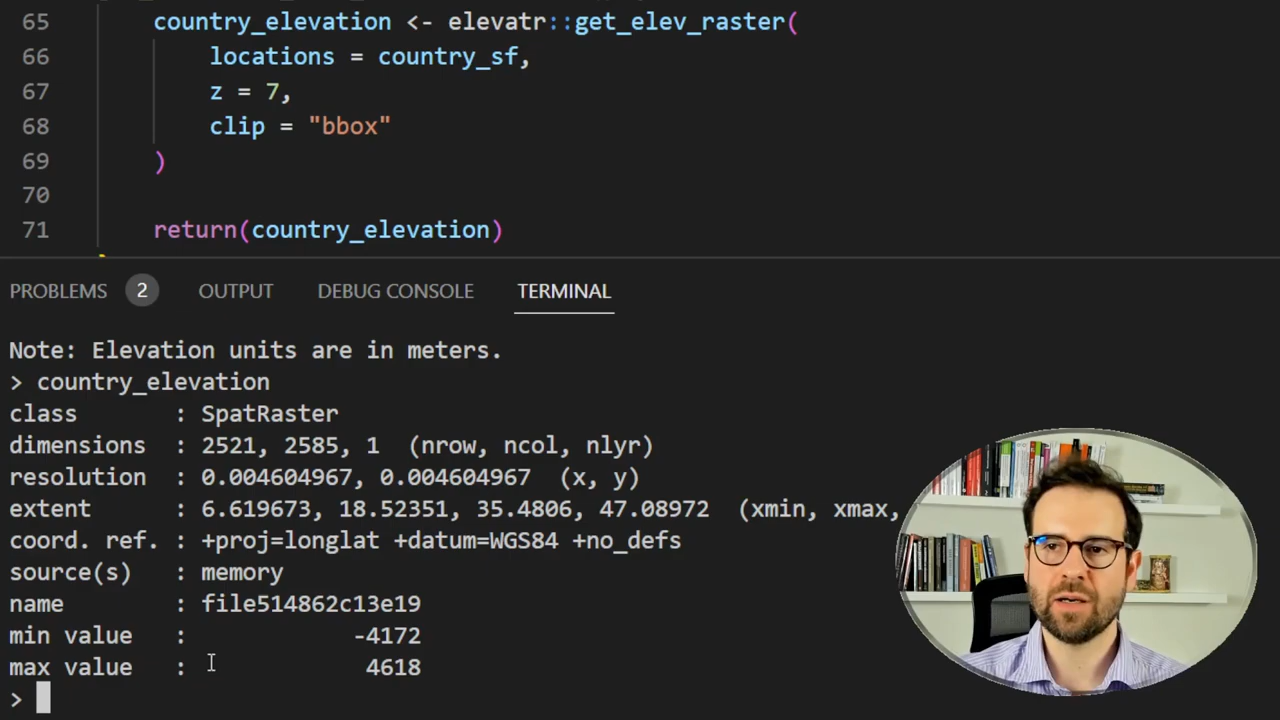 65 country_elevation <- elevatr::get_elev_raster(
66 locations = country_sf,
67 z = 7,
68 clip = "bbox"
69 )
70
71 return(country_elevation)
PROBLEMS 2 OUTPUT DEBUG CONSOLE TERMINAL
Note: Elevation units are in meters.
> country_elevation
class : SpatRaster
dimensions : 2521, 2585, 1 (nrow, ncol, nlyr)
resolution : 0.004604967, 0.004604967 (x, y)
extent : 6.619673, 18.52351, 35.4806, 47.08972 (xmin, xmax,
coord. ref. : +proj=longlat +datum=WGS84 +no_defs
source(s) : memory
name : file514862c13e19
min value : -4172
max value : 4618
>